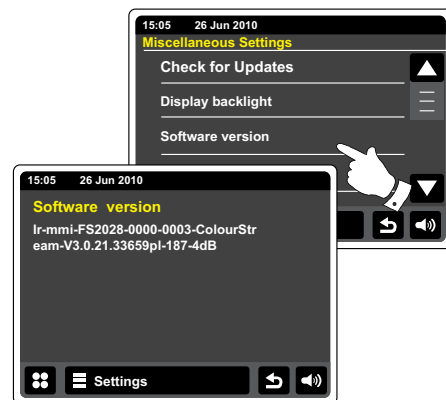 15:05 26 Jun 2010
Miscellaneous Settings
Check for Updates
Display backlight
Software version
15:05 26 Jun 2010
Software version
Ir-mmi-FS2028-0000-0003-ColourStr
eam-V3.0.21.33659pl-187-4dB
Settings